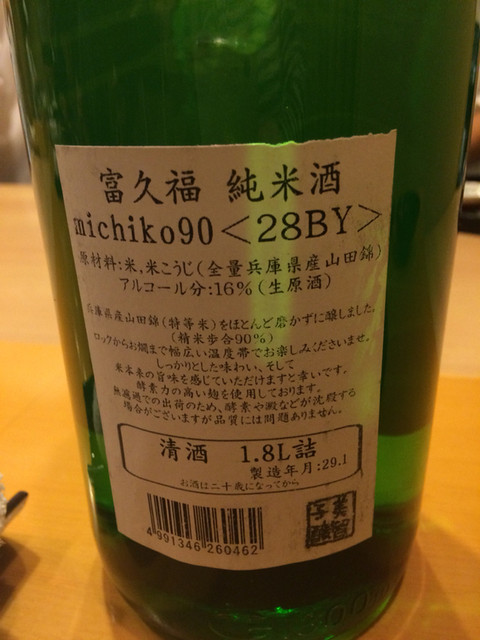 富久福 純米酒
michiko90<28BY>
原材料:米、米こうじ(全量兵庫県産山田錦)
アルコール分:16%(生原酒)
兵庫県産山田錦(特等米)をほとんど磨かずに醸しました。
(精米歩合90%)
ロックからお燗まで幅広い温度帯でお楽しみくださいませ。
しっかりとした味わい、そして
米本来の旨味を感じていただけますと幸いです。
酵素力の高い麹を使用しております。
無濾過での出荷のため、酵素や澱などが沈殿する
場合がございますが品質には問題ありません。
清酒 1.8L詰
製造年月:29.1
お酒は二十歳になってから
4991346260462
美智
子醸